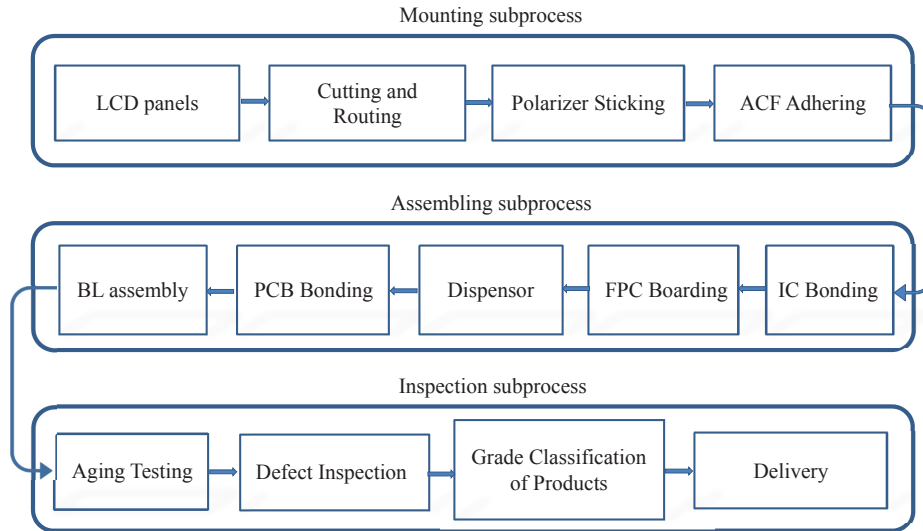 Mounting subprocess
LCD panels
Cutting and
Routing
Polarizer Sticking
ACF Adhering
Assembling subprocess
BL assembly
PCB Bonding
Dispensor
FPC Boarding
IC Bonding
Inspection subprocess
Aging Testing
Defect Inspection
Grade Classification
of Products
Delivery